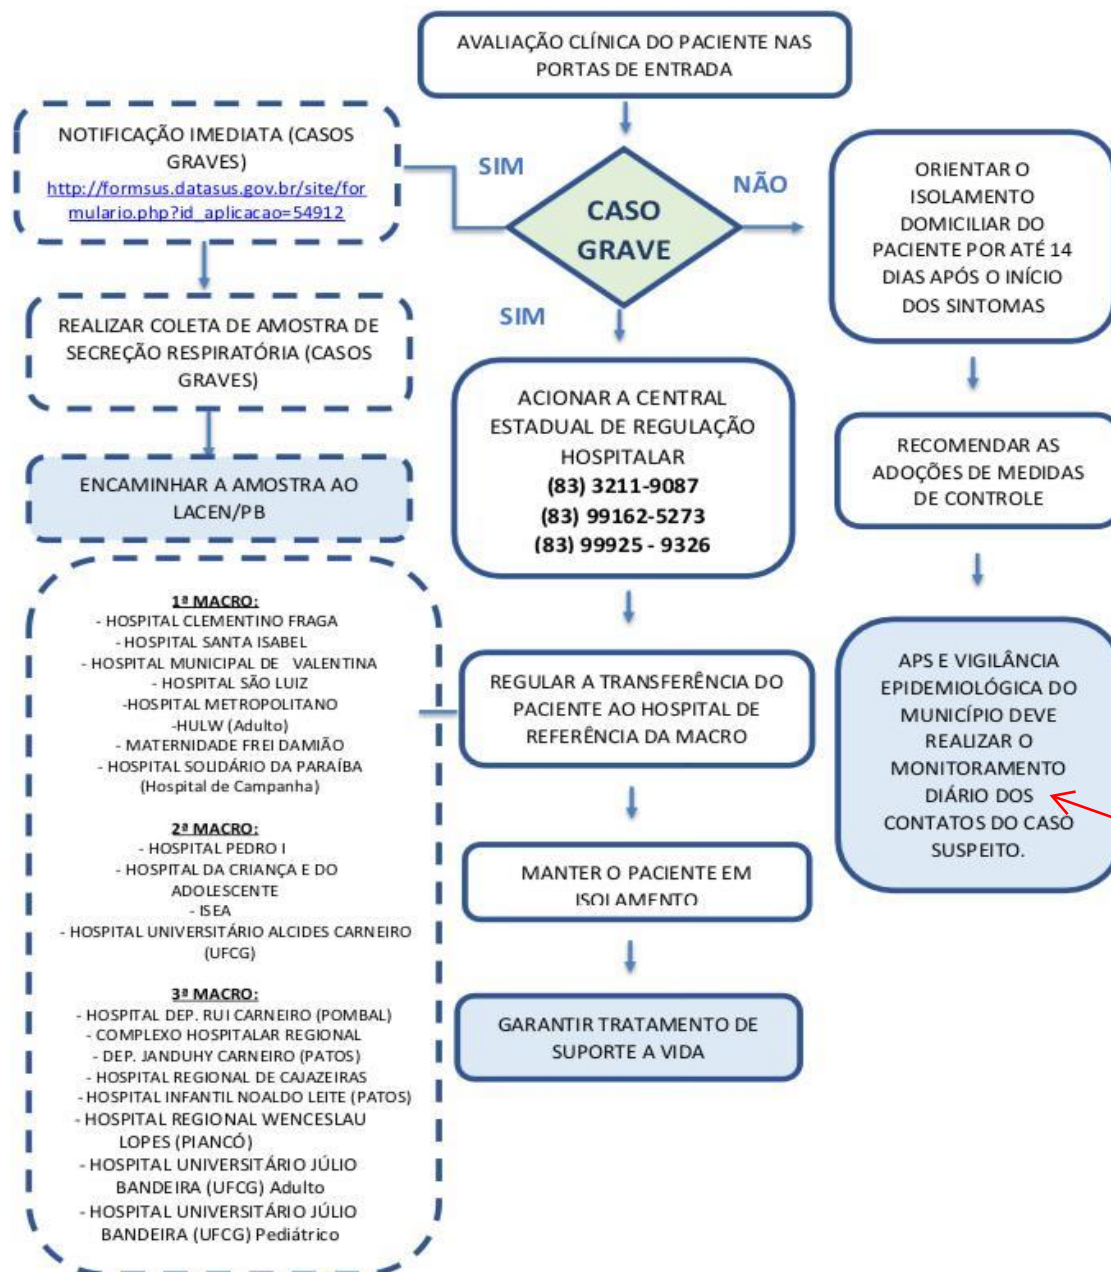 AVALIAÇÃO CLÍNICA DO PACIENTE NAS
PORTAS DE ENTRADA
NOTIFICAÇÃO IMEDIATA (CASOS
GRAVES)
http://formsus.datasus.gov.br/site/for
mulario.php?id_aplicacao=54912
SIM
CASO
GRAVE
NÃO
ORIENTAR O
ISOLAMENTO
DOMICILIAR DO
PACIENTE POR ATÉ 14
DIAS APÓS O INÍCIO
DOS SINTOMAS
REALIZAR COLETA DE AMOSTRA DE
SECREÇÃO RESPIRATÓRIA (CASOS
GRAVES)
SIM
ACIONAR A CENTRAL
ESTADUAL DE REGULAÇÃO
HOSPITALAR
(83) 3211-9087
(83) 99162-5273
(83) 99925 - 9326
RECOMENDAR AS
ADOÇÕES DE MEDIDAS
DE CONTROLE
ENCAMINHAR A AMOSTRA AO
LACEN/PB
1ª MACRO:
- HOSPITAL CLEMENTINO FRAGA
- HOSPITAL SANTA ISABEL
- HOSPITAL MUNICIPAL DE VALENTINA
- HOSPITAL SÃO LUIZ
-HOSPITAL METROPOLITANO
-HULW (Adulto)
- MATERNIDADE FREI DAMIÃO
- HOSPITAL SOLIDÁRIO DA PARAÍBA
(Hospital de Campanha)
2ª MACRO:
- HOSPITAL PEDRO I
- HOSPITAL DA CRIANÇA E DO
ADOLESCENTE
- ISEA
- HOSPITAL UNIVERSITÁRIO ALCIDES CARNEIRO
(UFCG)
3ª MACRO:
- HOSPITAL DEP. RUI CARNEIRO (POMBAL)
- COMPLEXO HOSPITALAR REGIONAL
- DEP. JANDUHY CARNEIRO (PATOS)
- HOSPITAL REGIONAL DE CAJAZEIRAS
- HOSPITAL INFANTIL NOALDO LEITE (PATOS)
- HOSPITAL REGIONAL WENCESLAU
LOPES (PIANCÓ)
- HOSPITAL UNIVERSITÁRIO JÚLIO
BANDEIRA (UFCG) Adulto
- HOSPITAL UNIVERSITÁRIO JÚLIO
BANDEIRA (UFCG) Pediátrico
REGULAR A TRANSFERÊNCIA DO
PACIENTE AO HOSPITAL DE
REFERÊNCIA DA MACRO
APS E VIGILÂNCIA
EPIDEMIOLÓGICA DO
MUNICÍPIO DEVE
REALIZAR O
MONITORAMENTO
DIÁRIO DOS
CONTATOS DO CASO
SUSPEITO.
MANTER O PACIENTE EM
ISOLAMENTO
GARANTIR TRATAMENTO DE
SUPORTE A VIDA